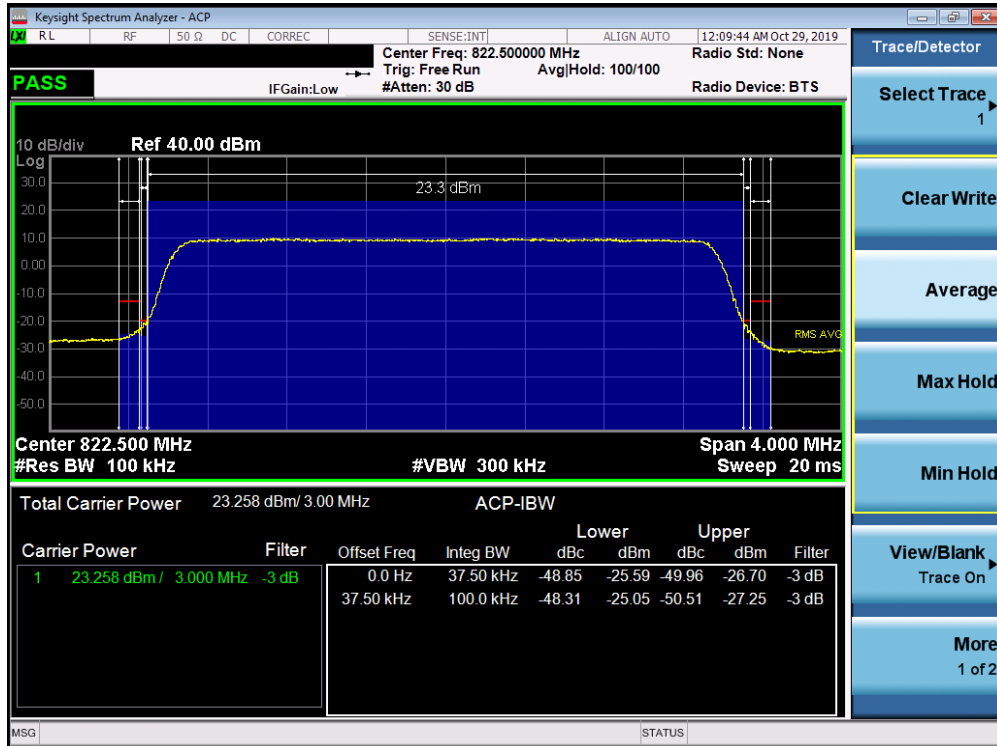 Keysight Spectrum Analyzer - ACP
LXI RL RF 50 Ω DC CORREC SENSE:INT ALIGN AUTO 12:09:44 AM Oct 29, 2019
Center Freq: 822.500000 MHz Radio Std: None
Trig: Free Run Avg|Hold: 100/100
PASS IFGain:Low #Atten: 30 dB Radio Device: BTS
10 dB/div Ref 40.00 dBm
Log
30.0
23.3 dBm
20.0
10.0
0.00
-10.0
-20.0
RMS AVG
-30.0
-40.0
-50.0
Center 822.500 MHz Span 4.000 MHz
#Res BW 100 kHz #VBW 300 kHz Sweep 20 ms
Total Carrier Power 23.258 dBm/ 3.00 MHz ACP-IBW
Lower Upper
Carrier Power Filter Offset Freq Integ BW dBc dBm dBc dBm Filter
1 23.258 dBm / 3.000 MHz -3 dB 0.0 Hz 37.50 kHz -48.85 -25.59 -49.96 -26.70 -3 dB
37.50 kHz 100.0 kHz -48.31 -25.05 -50.51 -27.25 -3 dB
MSG STATUS
Trace/Detector
Select Trace
1
Clear Write
Average
Max Hold
Min Hold
View/Blank
Trace On
More
1 of 2